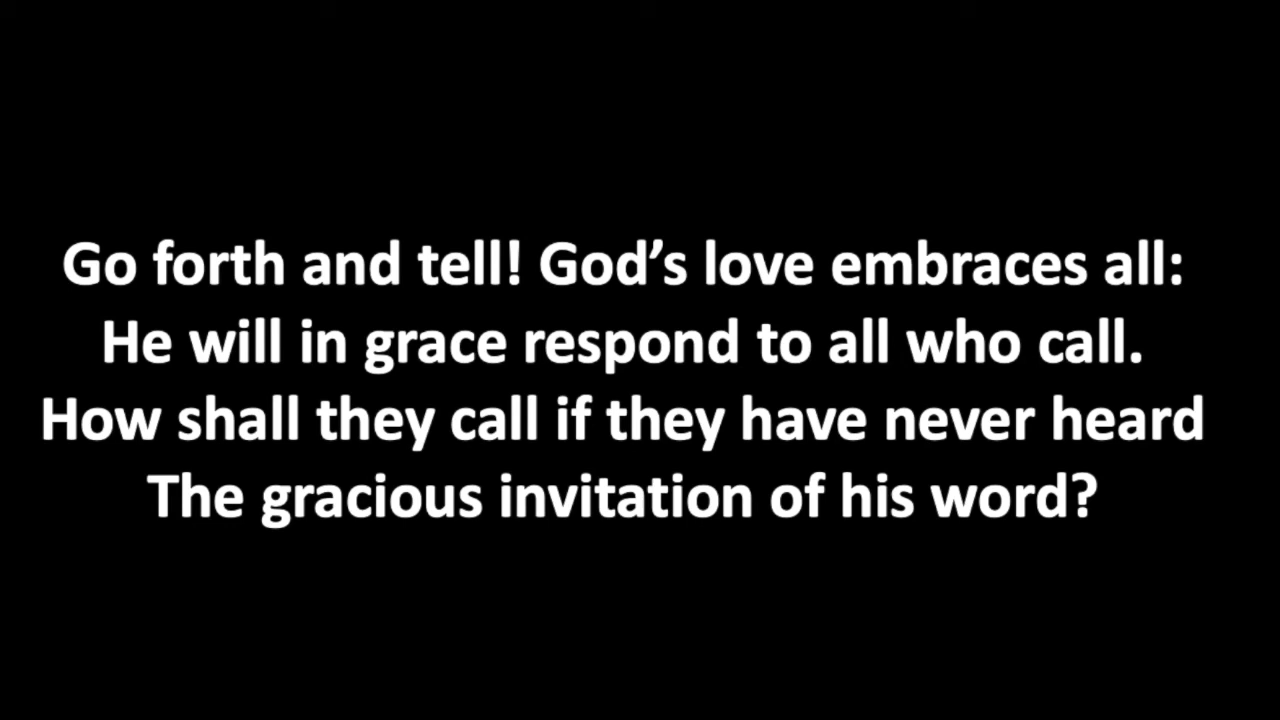 Go forth and tell! God’s love embraces all:
He will in grace respond to all who call.
How shall they call if they have never heard
The gracious invitation of his word?